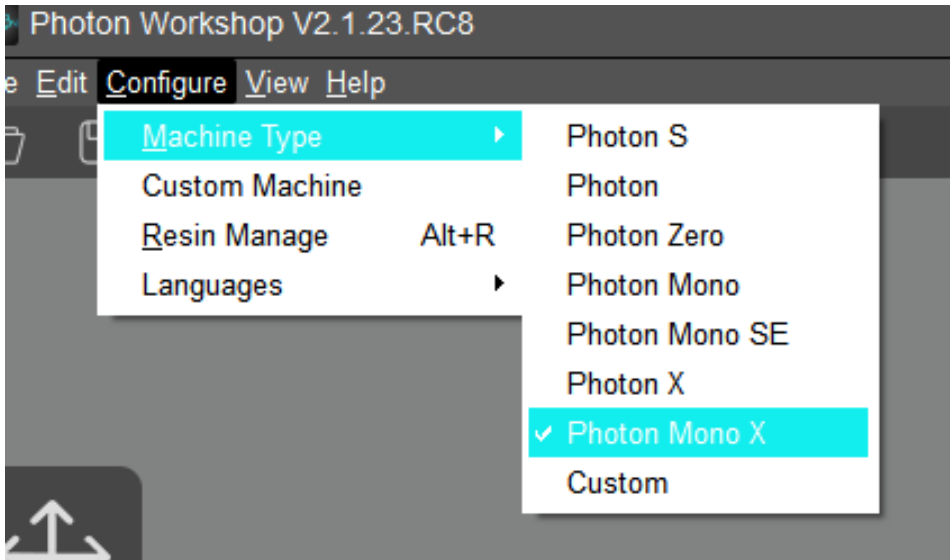 Photon Workshop V2.1.23.RC8
e Edit Configure View Help
Machine Type
Custom Machine
Resin Manage Alt+R
Languages
Photon S
Photon
Photon Zero
Photon Mono
Photon Mono SE
Photon X
Photon Mono X
Custom